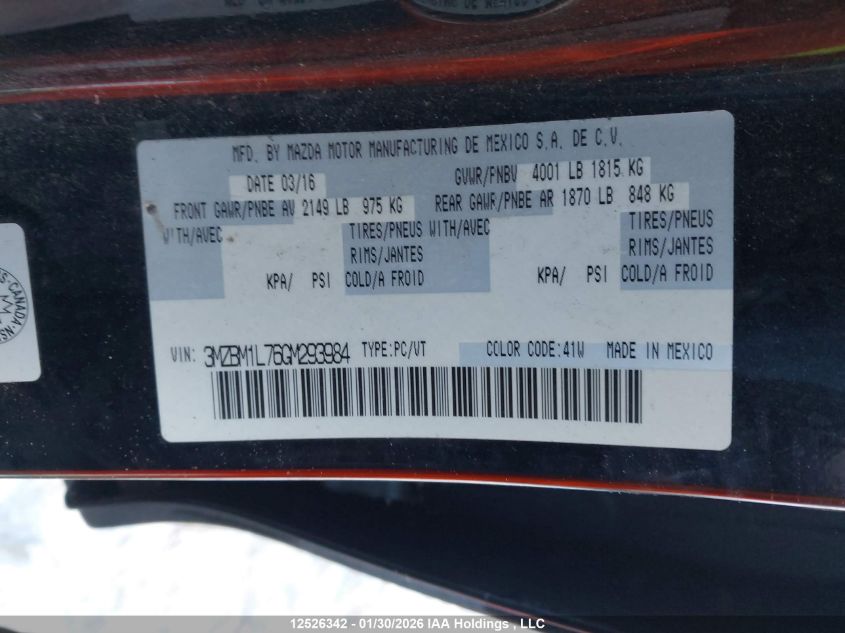 MFD. BY MAZDA MOTOR MANUFACTURING DE MEXICO S.A. DE C.V.
DATE 03/16 GVWR/PNBV 4001 LB 1815 KG
FRONT GAWR/PNBE AV 2149 LB 975 KG REAR GAWR/PNBE AR 1870 LB 848 KG
WITH/AVEC TIRES/PNEUS WITH/AVEC TIRES/PNEUS
RIMS/JANTES RIMS/JANTES
KPA/ PSI COLD/A FROID KPA/ PSI COLD/A FROID
VIN: 3MZBM1L76GM293984 TYPE:PC/VT COLOR CODE:41W MADE IN MEXICO
CANADA
12526342 - 01/30/2026 IAA Holdings , LLC